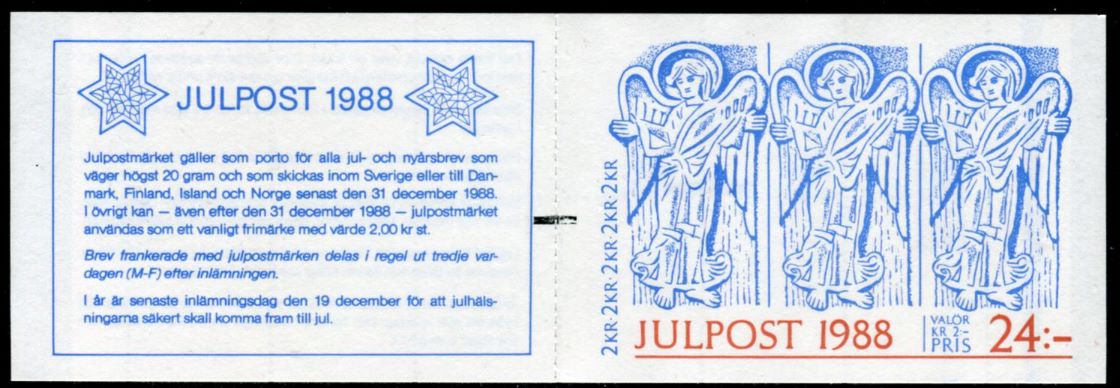 JULPOST 1988
Julpostmärket gäller som porto för alla jul- och nyårsbrev som
väger högst 20 gram och som skickas inom Sverige eller till Dan-
mark, Finland, Island och Norge senast den 31 december 1988.
I övrigt kan — även efter den 31 december 1988 — julpostmärket
användas som ett vanligt frimärke med värde 2,00 kr st.
Brev frankerade med julpostmärken delas i regel ut tredje var-
dagen (M-F) efter inlämningen.
I år är senaste inlämningsdag den 19 december för att julhäls-
ningarna säkert skall komma fram till jul.
2KR·2KR·2KR·2KR·2KR
JULPOST 1988
VALÖR
KR 2:-
PRIS
24:-